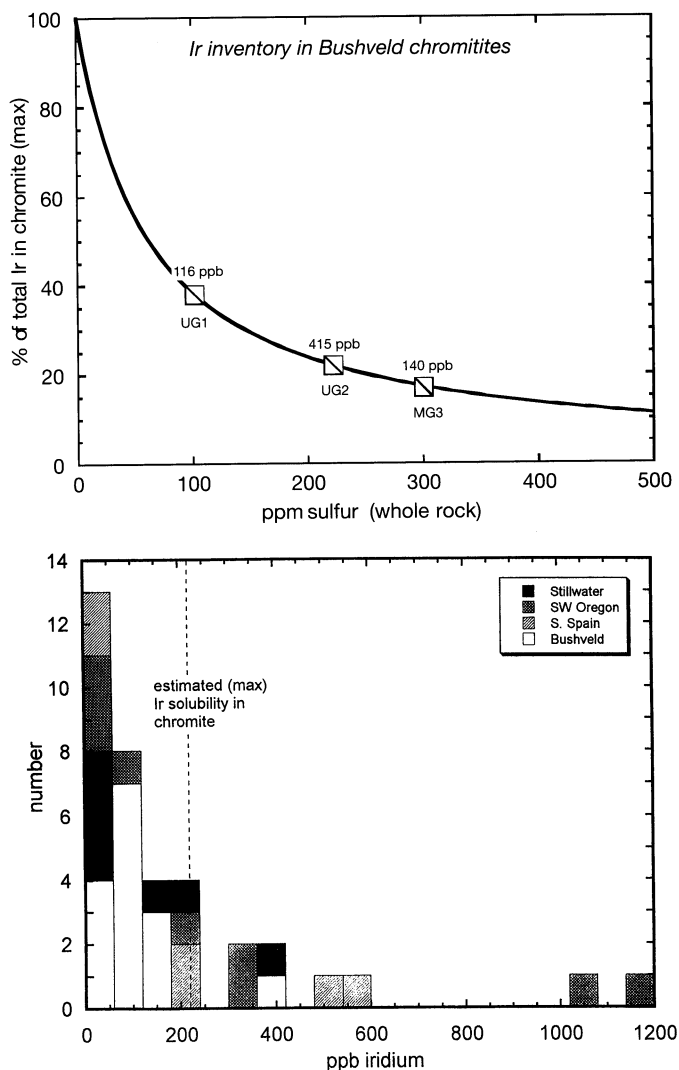 Ir inventory in Bushveld chromitites
100
80
60
40
20
0
% of total Ir in chromite (max)
116 ppb
UG1
415 ppb
UG2
140 ppb
MG3
0 100 200 300 400 500
ppm sulfur (whole rock)
14
12
10
8
6
4
2
0
number
Stillwater
SW Oregon
S. Spain
Bushveld
estimated (max)
Ir solubility in
chromite
0 200 400 600 800 1000 1200
ppb iridium